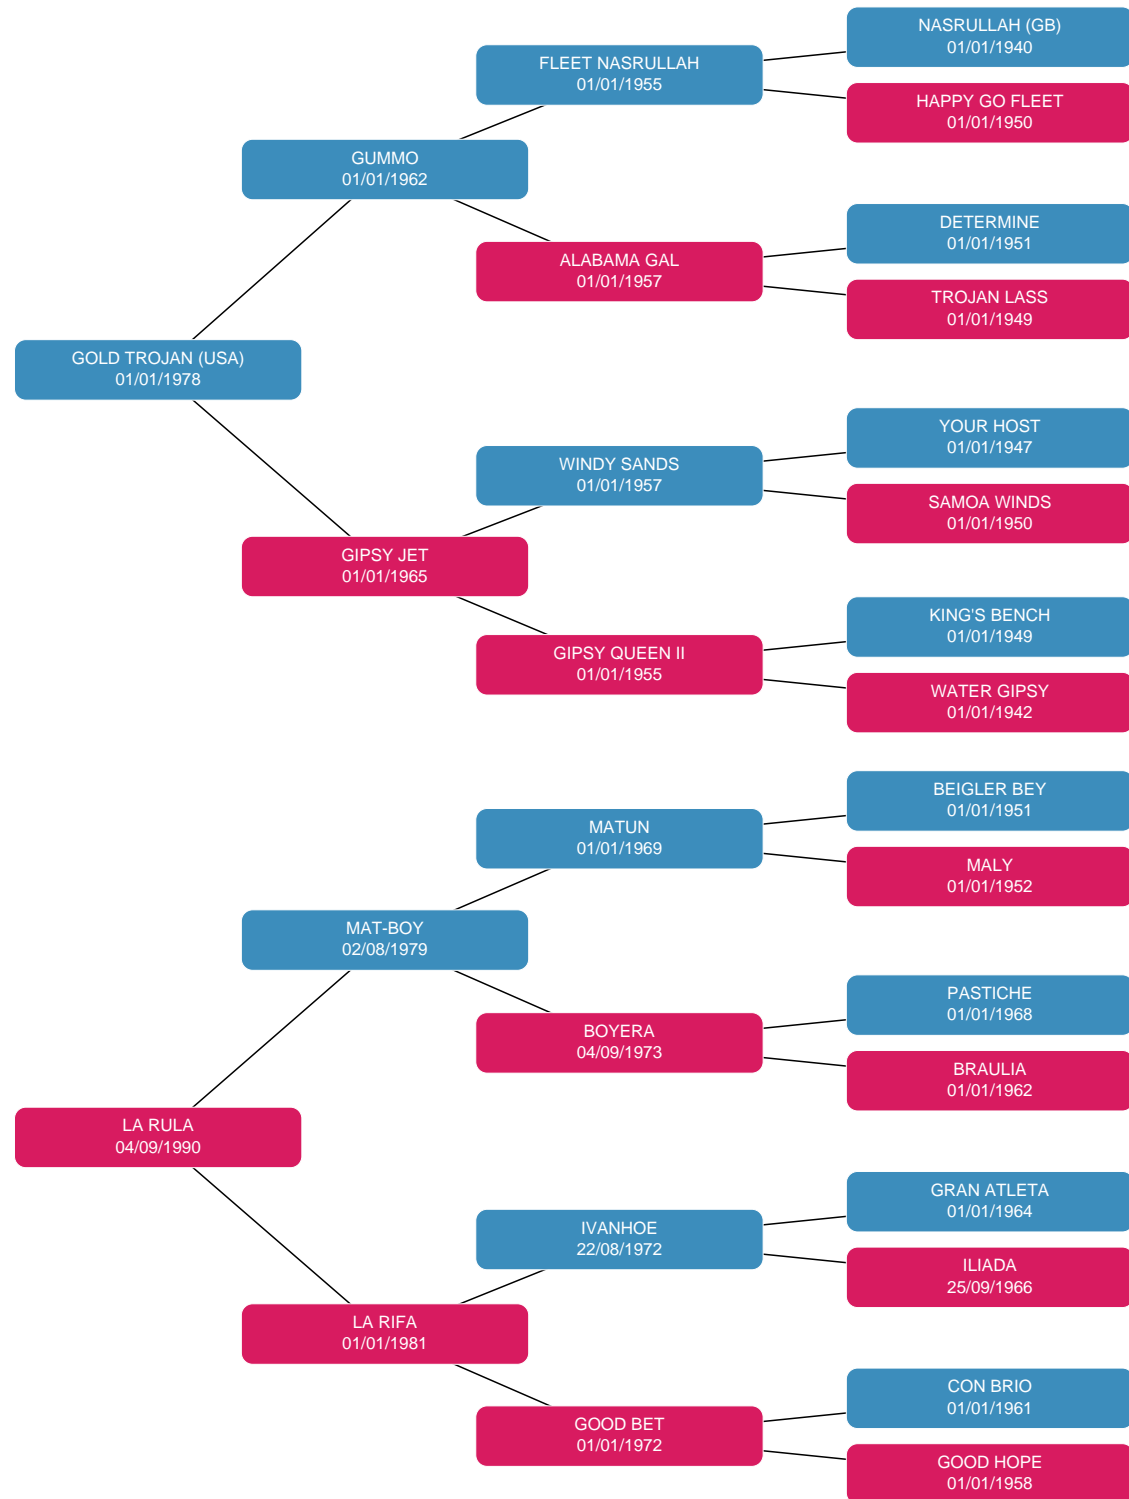 NASRULLAH (GB)
01/01/1940
FLEET NASRULLAH
01/01/1955
HAPPY GO FLEET
01/01/1950
GUMMO
01/01/1962
DETERMINE
01/01/1951
ALABAMA GAL
01/01/1957
TROJAN LASS
01/01/1949
GOLD TROJAN (USA)
01/01/1978
YOUR HOST
01/01/1947
WINDY SANDS
01/01/1957
SAMOA WINDS
01/01/1950
GIPSY JET
01/01/1965
KING'S BENCH
01/01/1949
GIPSY QUEEN II
01/01/1955
WATER GIPSY
01/01/1942
BEIGLER BEY
01/01/1951
MATUN
01/01/1969
MALY
01/01/1952
MAT-BOY
02/08/1979
PASTICHE
01/01/1968
BOYERA
04/09/1973
BRAULIA
01/01/1962
LA RULA
04/09/1990
GRAN ATLETA
01/01/1964
IVANHOE
22/08/1972
ILIADA
25/09/1966
LA RIFA
01/01/1981
CON BRIO
01/01/1961
GOOD BET
01/01/1972
GOOD HOPE
01/01/1958